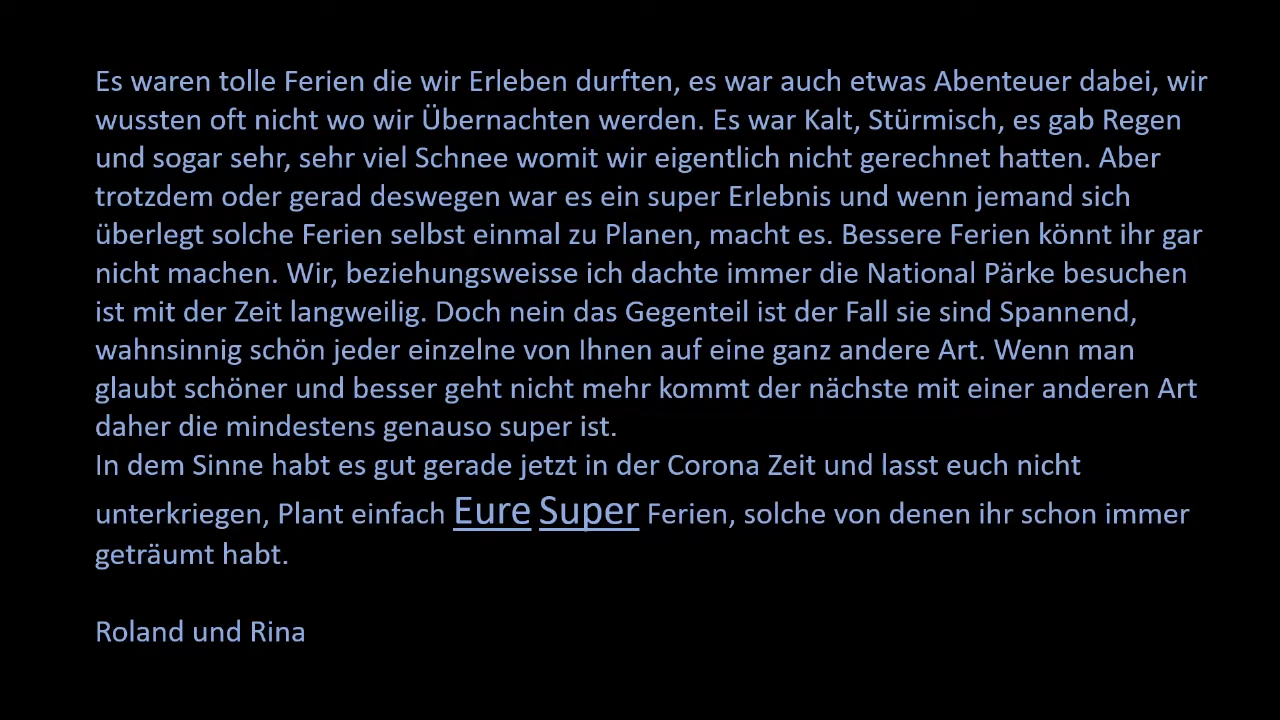 Es waren tolle Ferien die wir Erleben durften, es war auch etwas Abenteuer dabei, wir
wussten oft nicht wo wir Übernachten werden. Es war Kalt, Stürmisch, es gab Regen
und sogar sehr, sehr viel Schnee womit wir eigentlich nicht gerechnet hatten. Aber
trotzdem oder gerad deswegen war es ein super Erlebnis und wenn jemand sich
überlegt solche Ferien selbst einmal zu Planen, macht es. Bessere Ferien könnt ihr gar
nicht machen. Wir, beziehungsweisse ich dachte immer die National Pärke besuchen
ist mit der Zeit langweilig. Doch nein das Gegenteil ist der Fall sie sind Spannend,
wahnsinnig schön jeder einzelne von Ihnen auf eine ganz andere Art. Wenn man
glaubt schöner und besser geht nicht mehr kommt der nächste mit einer anderen Art
daher die mindestens genauso super ist.
In dem Sinne habt es gut gerade jetzt in der Corona Zeit und lasst euch nicht
unterkriegen, Plant einfach Eure Super Ferien, solche von denen ihr schon immer
geträumt habt.
Roland und Rina